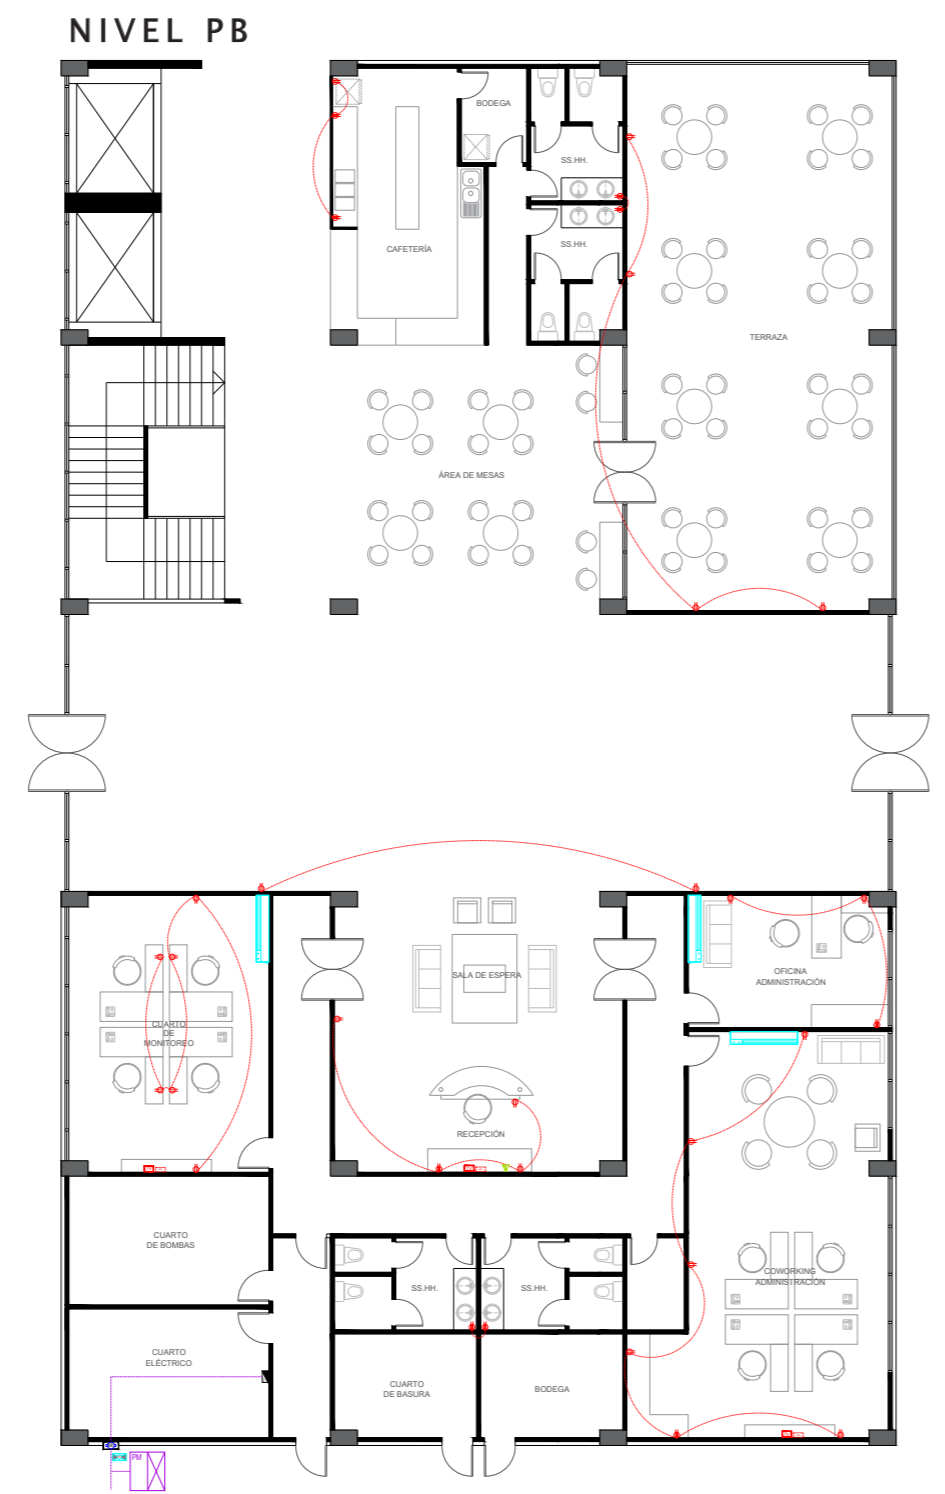 NIVEL PB
BODEGA
SS.HH.
CAFETERÍA
SS.HH.
TERRAZA
ÁREA DE MESAS
SALA DE ESPERA
OFICINA
ADMINISTRACIÓN
CUARTO
DE
MONITOREO
RECEPCIÓN
CUARTO
DE BOMBAS
COWORKING
ADMINISTRACIÓN
SS.HH.
SS.HH.
CUARTO
ELÉCTRICO
CUARTO
DE BASURA
BODEGA
PM